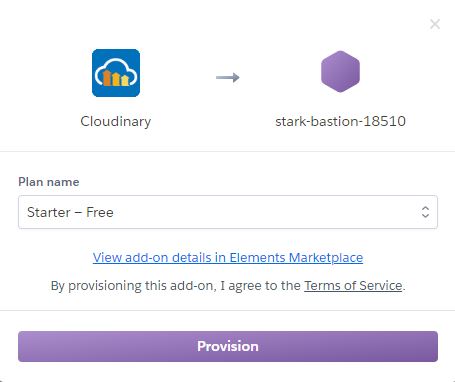 Cloudinary
stark-bastion-18510
Plan name
Starter – Free
View add-on details in Elements Marketplace
By provisioning this add-on, I agree to the Terms of Service.
Provision